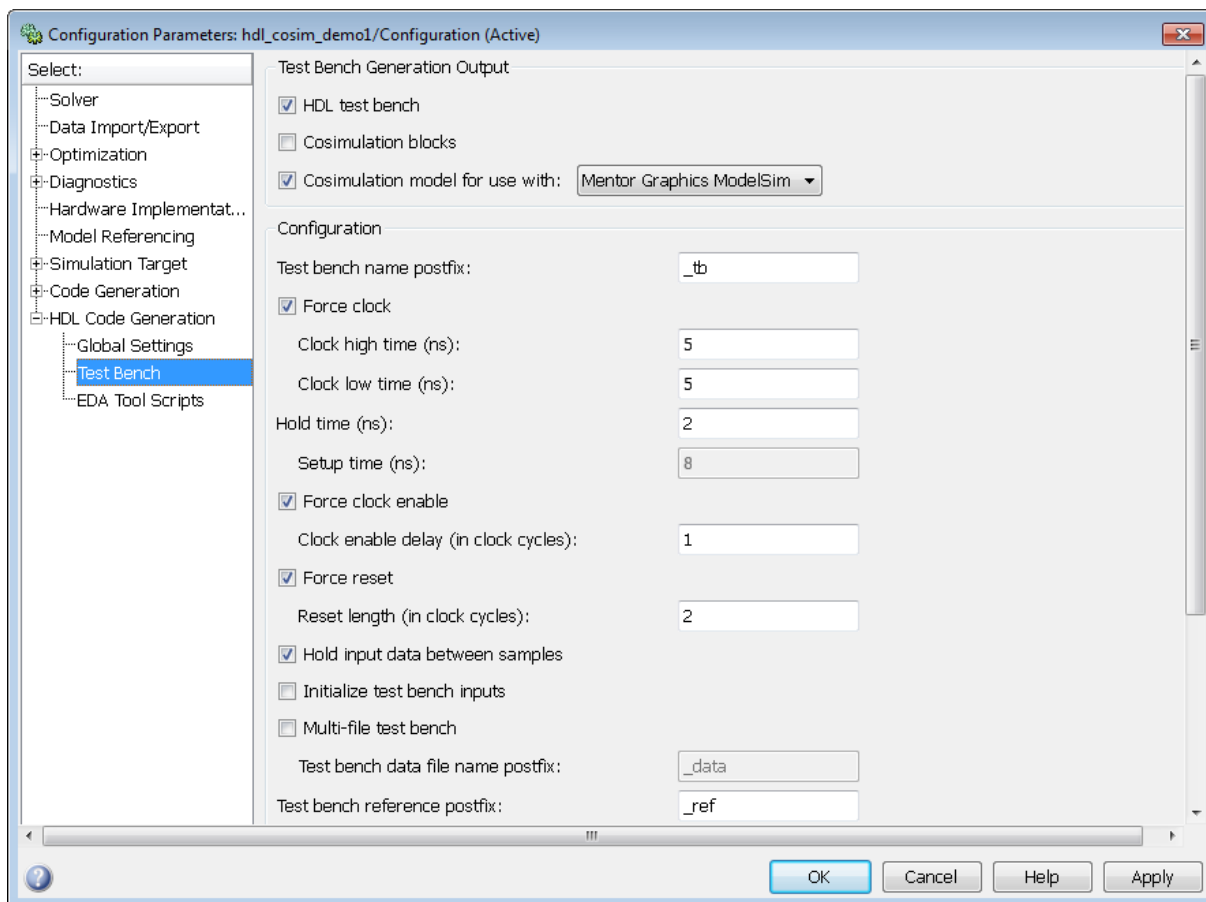 Configuration Parameters: hdl_cosim_demo1/Configuration (Active)
Select:
Solver
Data Import/Export
Optimization
Diagnostics
Hardware Implementat...
Model Referencing
Simulation Target
Code Generation
HDL Code Generation
Global Settings
Test Bench
EDA Tool Scripts
Test Bench Generation Output
HDL test bench
Cosimulation blocks
Cosimulation model for use with: Mentor Graphics ModelSim
Configuration
Test bench name postfix: _tb
Force clock
Clock high time (ns): 5
Clock low time (ns): 5
Hold time (ns): 2
Setup time (ns): 8
Force clock enable
Clock enable delay (in clock cycles): 1
Force reset
Reset length (in clock cycles): 2
Hold input data between samples
Initialize test bench inputs
Multi-file test bench
Test bench data file name postfix: _data
Test bench reference postfix: _ref
OK Cancel Help Apply